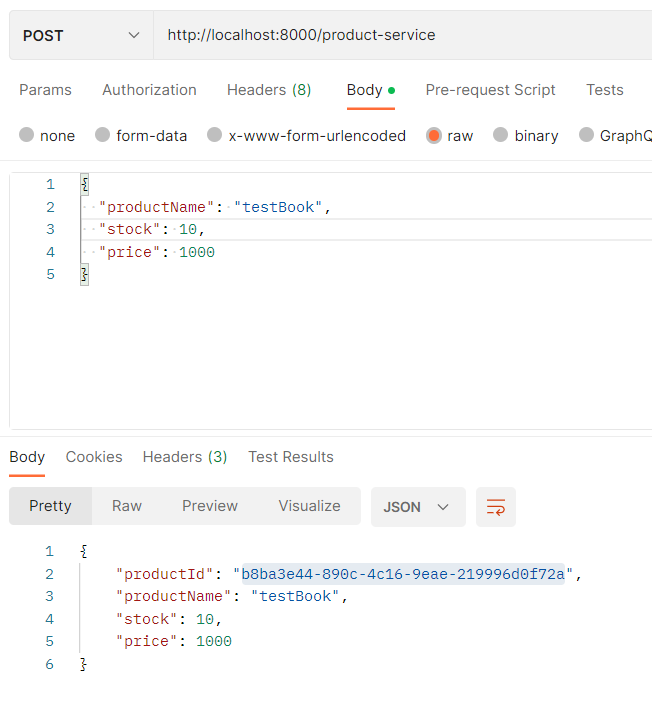 POST http://localhost:8000/product-service
Params Authorization Headers (8) Body Pre-request Script Tests
none form-data x-www-form-urlencoded raw binary GraphQ
1 {
2 "productName": "testBook",
3 "stock": 10,
4 "price": 1000
5 }
Body Cookies Headers (3) Test Results
Pretty Raw Preview Visualize JSON
1 {
2 "productId": "b8ba3e44-890c-4c16-9eae-219996d0f72a",
3 "productName": "testBook",
4 "stock": 10,
5 "price": 1000
6 }